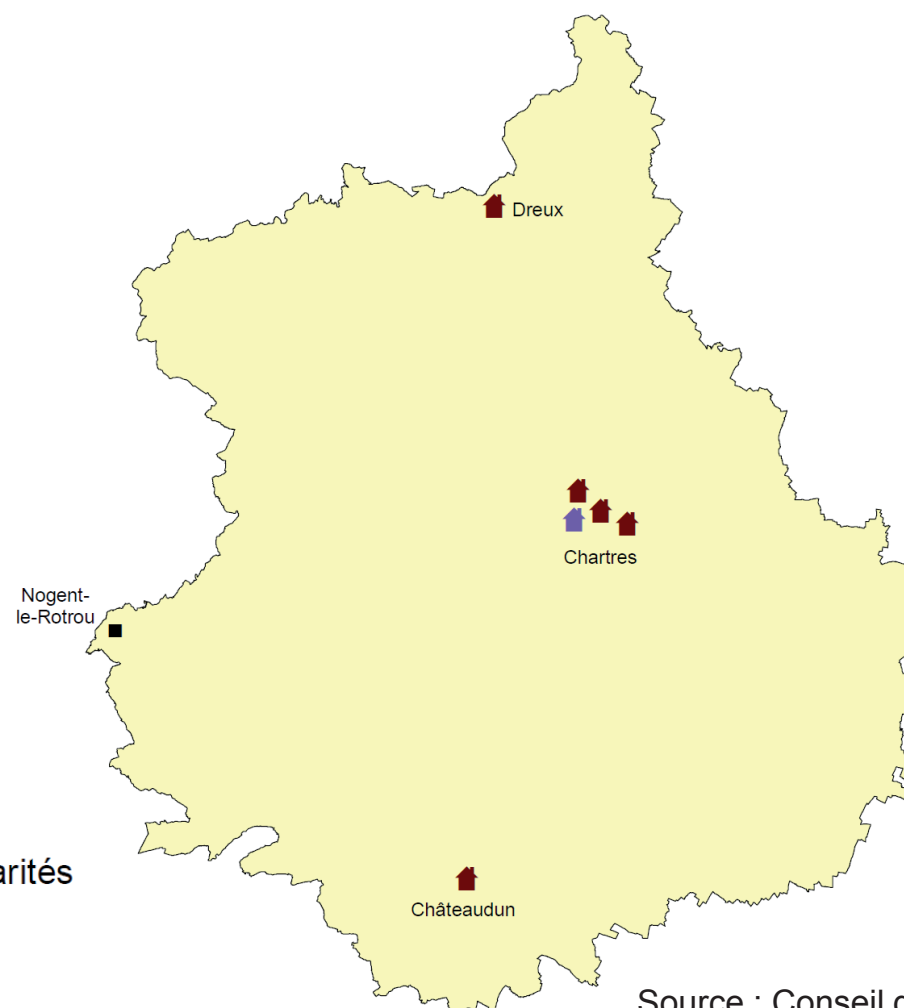 Dreux
Chartres
Nogent-
le-Rotrou
arités
Châteaudun
Source : Conseil